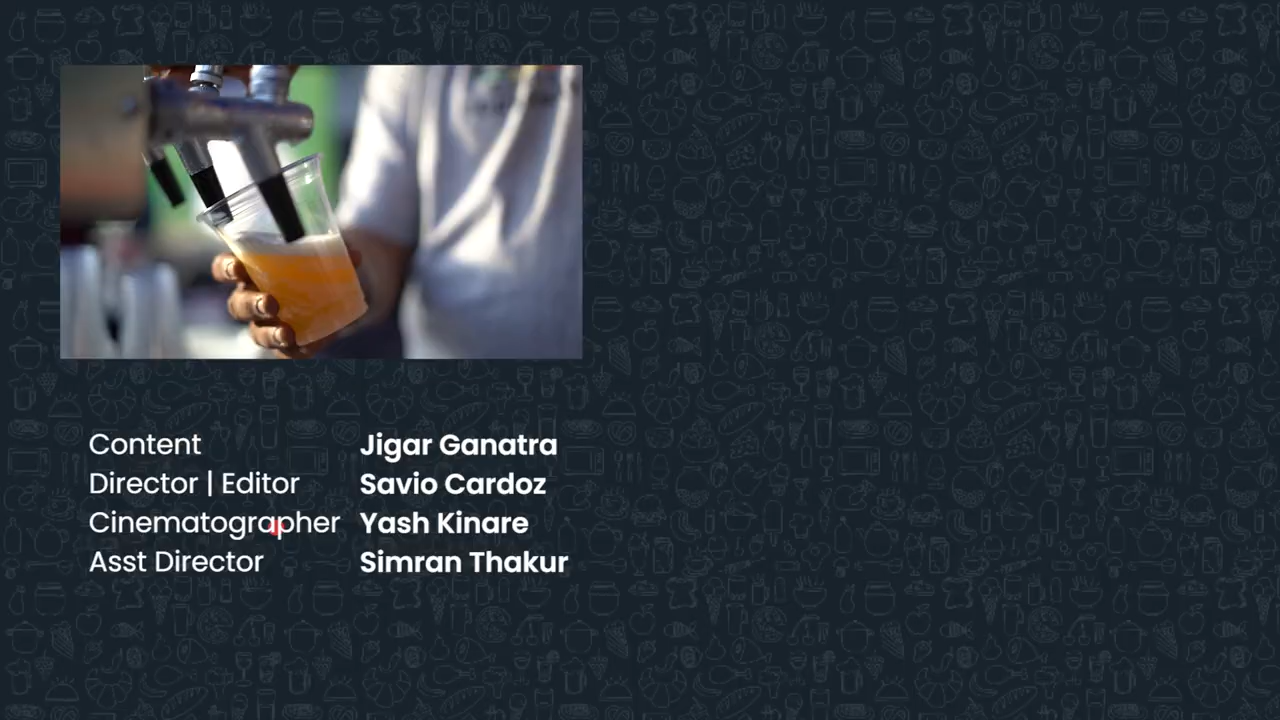 Content Jigar Ganatra
Director | Editor Savio Cardoz
Cinematographer Yash Kinare
Asst Director Simran Thakur